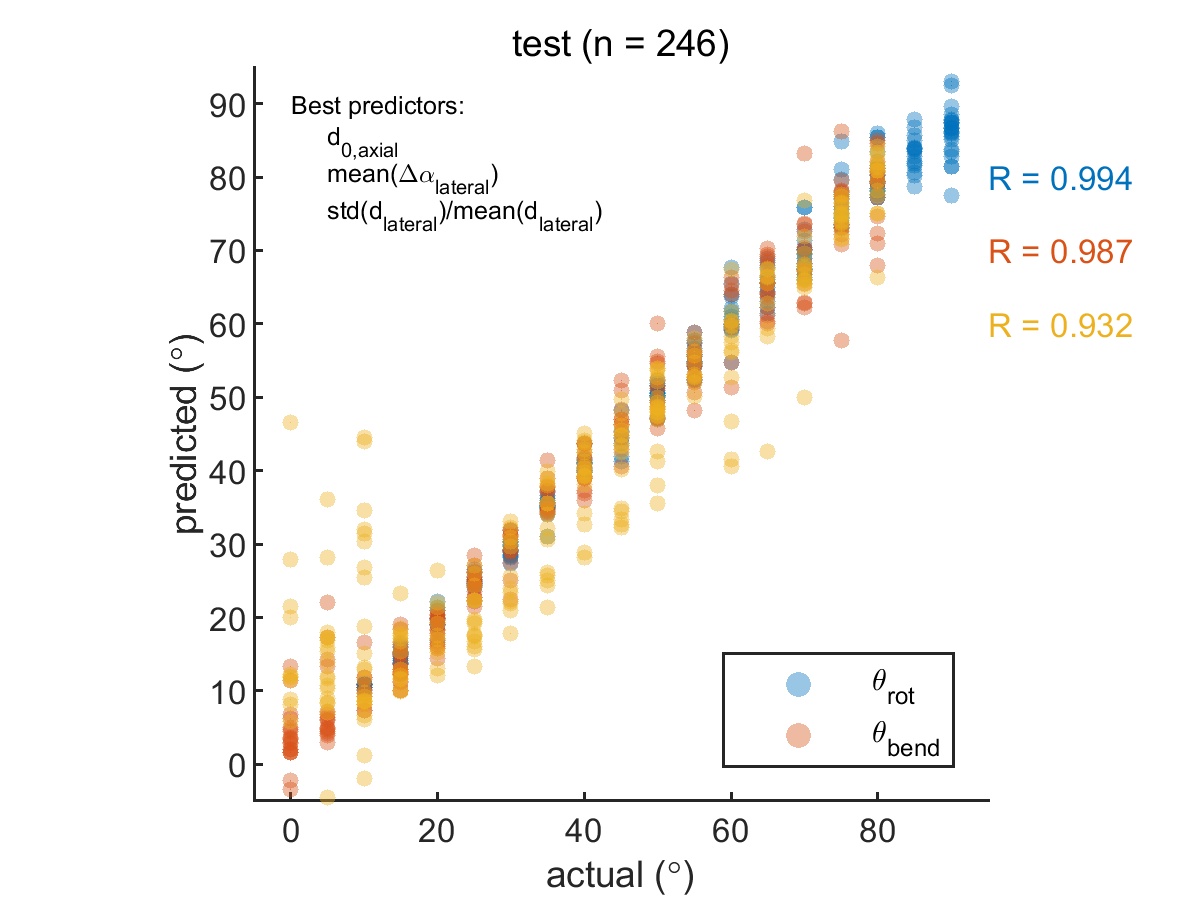 test (n = 246)
Best predictors:
d0,axial
mean(Δαlateral)
std(dlateral)/mean(dlateral)
90
80
70
60
50
40
30
20
10
0
predicted (°)
R = 0.994
R = 0.987
R = 0.932
θrot
θbend
0 20 40 60 80
actual (°)